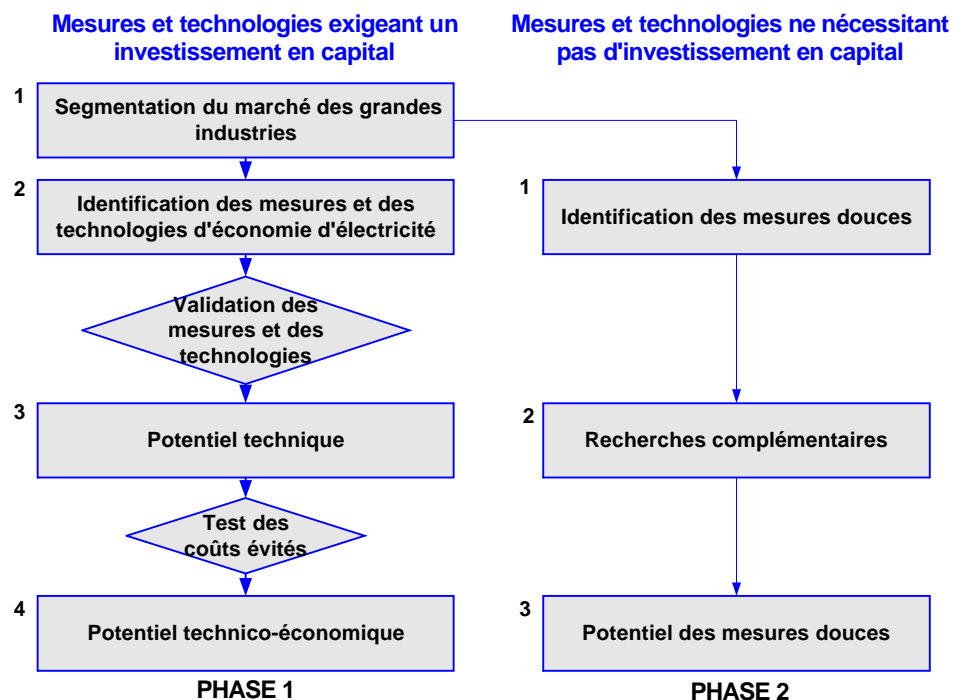 Mesures et technologies exigeant un
investissement en capital
1
Segmentation du marché des grandes
industries
2
Identification des mesures et des
technologies d'économie d'électricité
Validation des
mesures et des
technologies
3
Potentiel technique
Test des
coûts évités
4
Potentiel technico-économique
PHASE 1
Mesures et technologies ne nécessitant
pas d'investissement en capital
1
Identification des mesures douces
2
Recherches complémentaires
3
Potentiel des mesures douces
PHASE 2